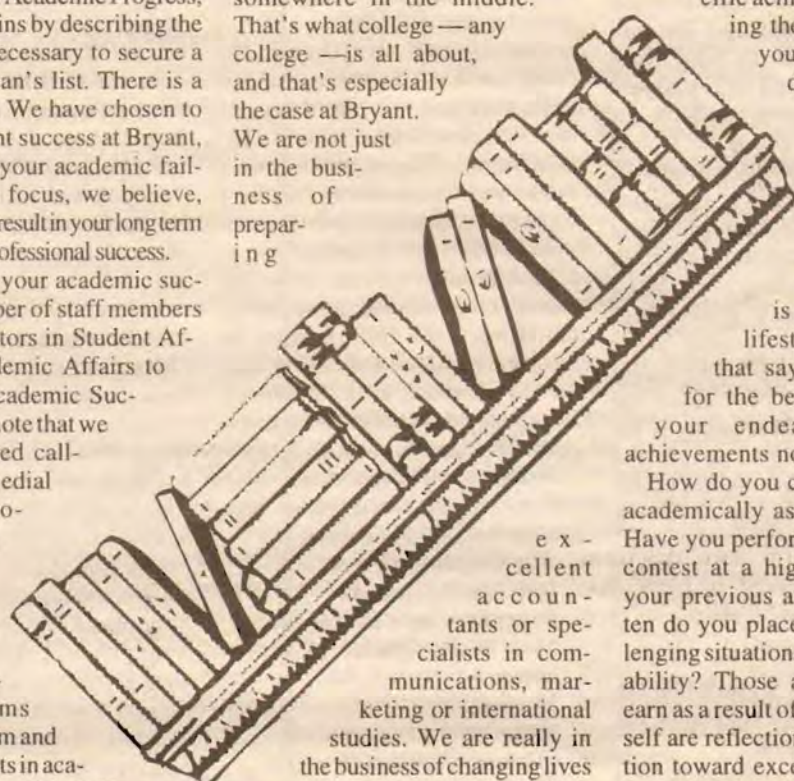 Academic Progress,
ins by describing the
ecessary to secure a
an's list. There is a
We have chosen to
nt success at Bryant,
your academic fail-
focus, we believe,
result in your long term
ofessional success.
your academic suc-
ber of staff members
tors in Student Af-
lemic Affairs to
cademic Suc-
note that we
ed call-
edial
o-
ms
m and
ts in aca-
somewhere in the middle.
That's what college — any
college —is all about,
and that's especially
the case at Bryant.
We are not just
in the busi-
ness of
prepar-
ing
ex-
cellent
accoun-
tants or spe-
cialists in com-
munications, mar-
keting or international
studies. We are really in
the business of changing lives
ing the
you
is
lifest
that say
for the be
your endea
achievements no
How do you c
academically as
Have you perfor
contest at a hig
your previous a
ten do you place
lenging situation
ability? Those a
earn as a result of
self are reflection
tion toward exce